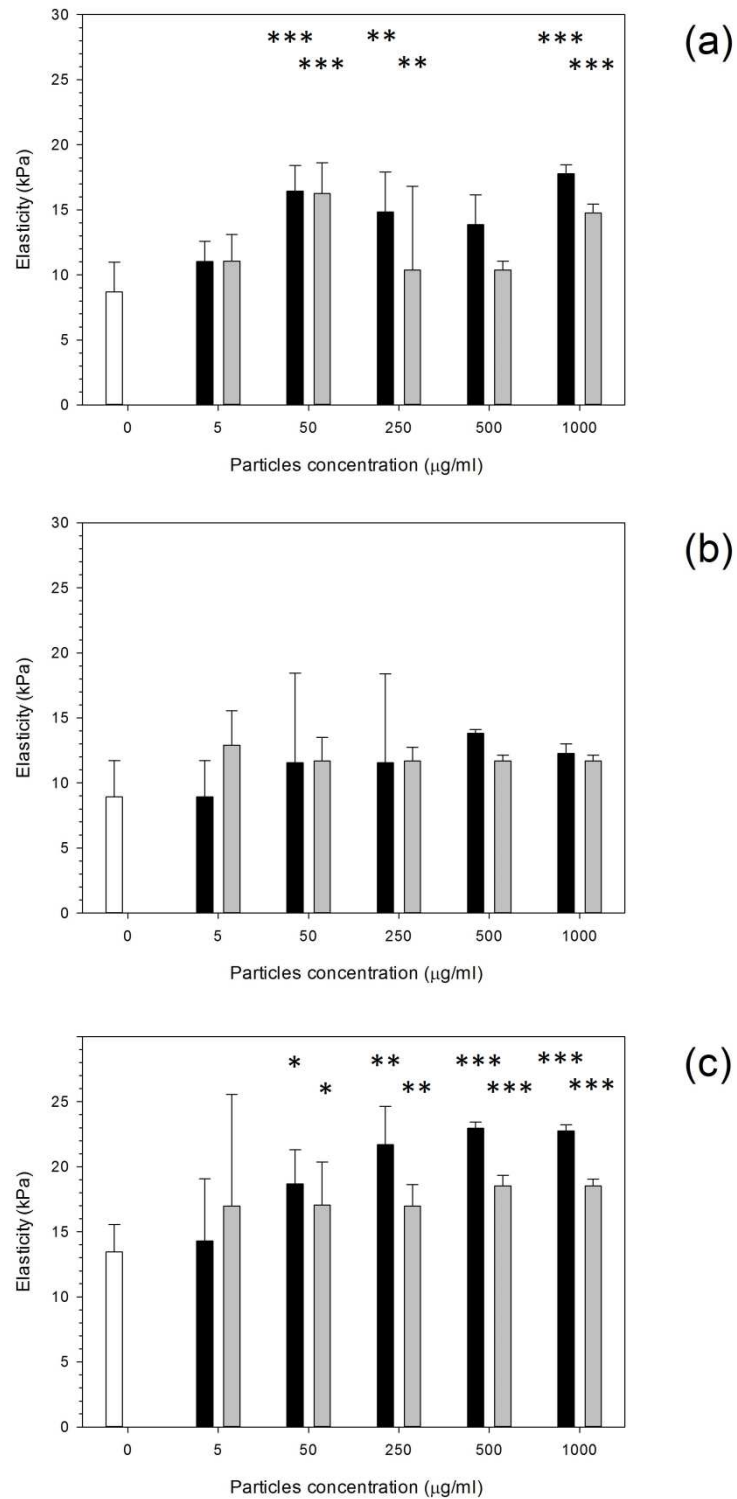 (a)
*** ** ***
*** ** ***
30
25
20
15
10
5
0
Elasticity (kPa)
0 5 50 250 500 1000
Particles concentration (μg/ml)
(b)
30
25
20
15
10
5
0
Elasticity (kPa)
0 5 50 250 500 1000
Particles concentration (μg/ml)
(c)
* ** *** ***
* ** *** ***
25
20
15
10
5
0
Elasticity (kPa)
0 5 50 250 500 1000
Particles concentration (μg/ml)